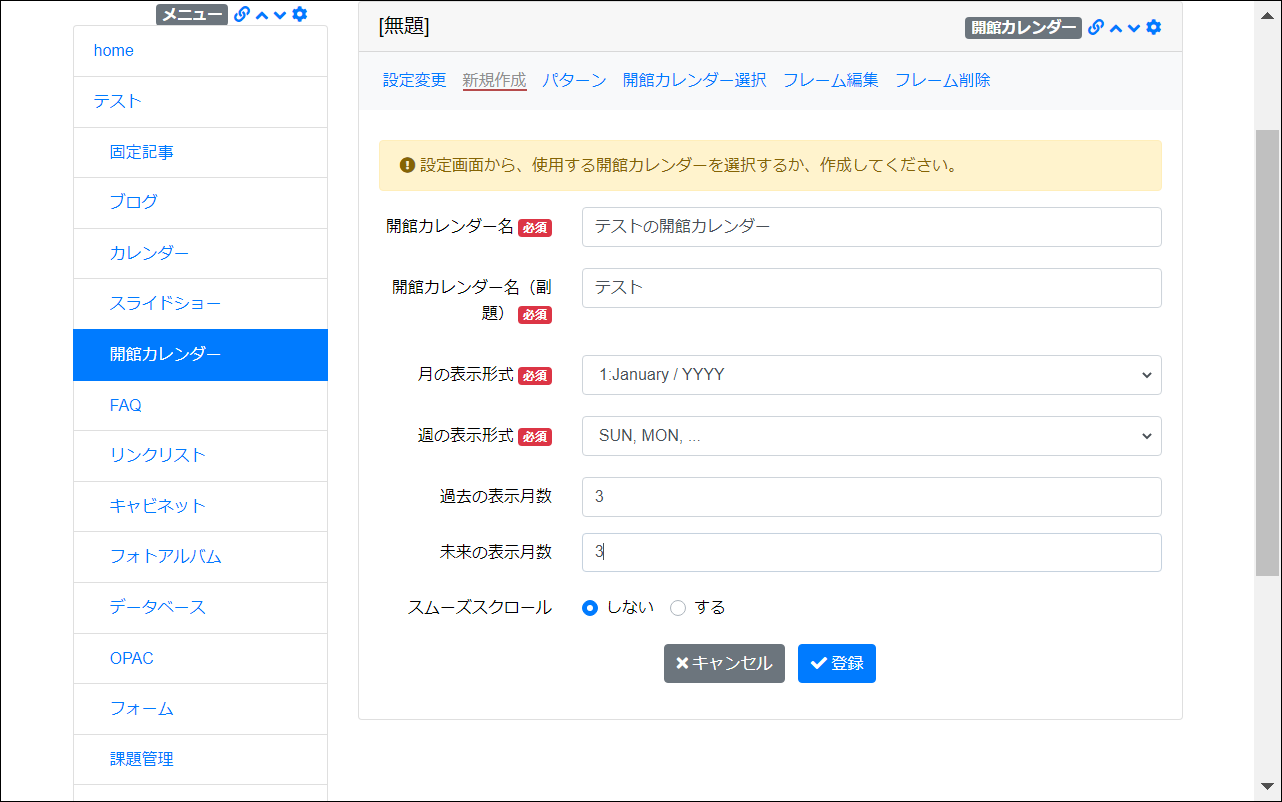 メニュー
home
テスト
固定記事
ブログ
カレンダー
スライドショー
開館カレンダー
FAQ
リンクリスト
キャビネット
フォトアルバム
データベース
OPAC
フォーム
課題管理
[無題]
開館カレンダー
設定変更 新規作成 パターン 開館カレンダー選択 フレーム編集 フレーム削除
設定画面から、使用する開館カレンダーを選択するか、作成してください。
開館カレンダー名 必須 テストの開館カレンダー
開館カレンダー名（副 テスト
題） 必須
月の表示形式 必須 1:January / YYYY
週の表示形式 必須 SUN, MON, ...
過去の表示月数 3
未来の表示月数 3
スムーズスクロール しない する
キャンセル 登録